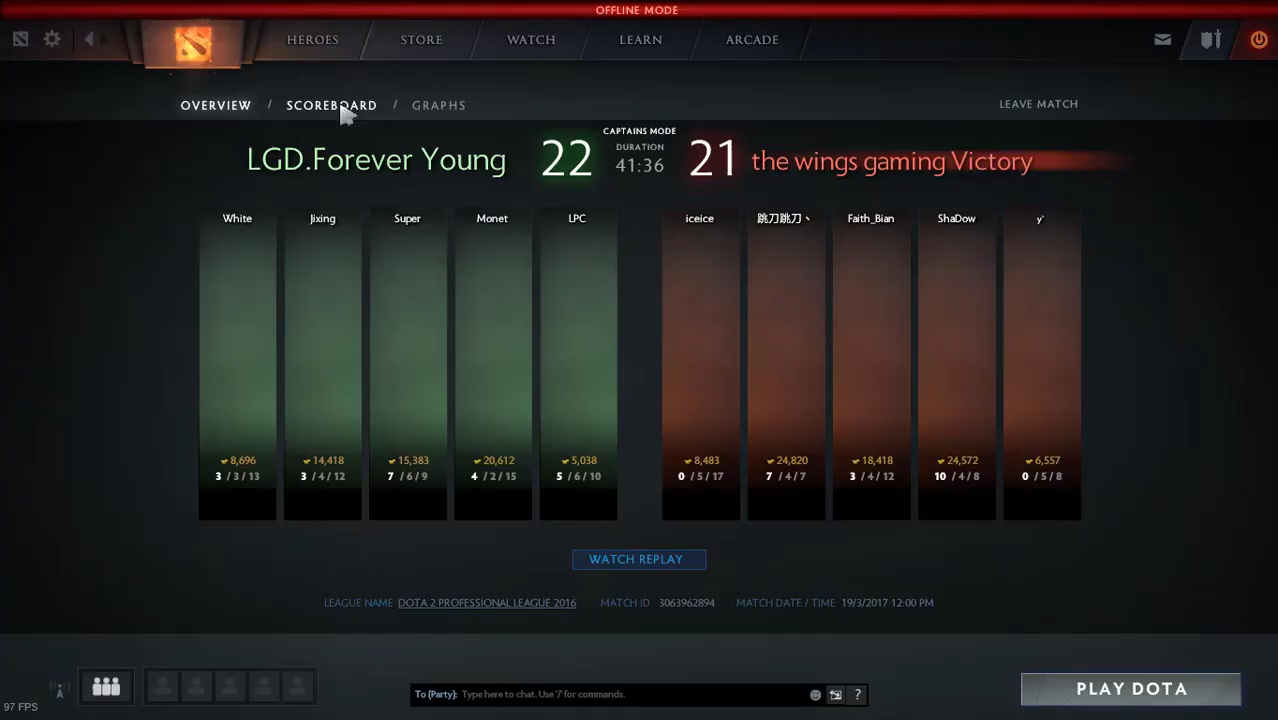 OFFLINE MODE
HEROES STORE WATCH LEARN ARCADE
OVERVIEW / SCOREBOARD / GRAPHS
LEAVE MATCH
CAPTAINS MODE
LGD.Forever Young 22 DURATION 41:36 21 the wings gaming Victory
White Jixing Super Monet LPC iceice 跳刀跳刀丶 Faith_Bian ShaDow y`
8,696 14,418 15,383 20,612 5,038 8,483 24,820 18,418 24,572 6,557
3 / 3 / 13 3 / 4 / 12 7 / 6 / 9 4 / 2 / 15 5 / 6 / 10 0 / 5 / 17 7 / 4 / 7 3 / 4 / 12 10 / 4 / 8 0 / 5 / 8
WATCH REPLAY
LEAGUE NAME DOTA 2 PROFESSIONAL LEAGUE 2016 MATCH ID 3063962894 MATCH DATE / TIME 19/3/2017 12:00 PM
To (Party): Type here to chat. Use '/' for commands. ?
PLAY DOTA
97 FPS